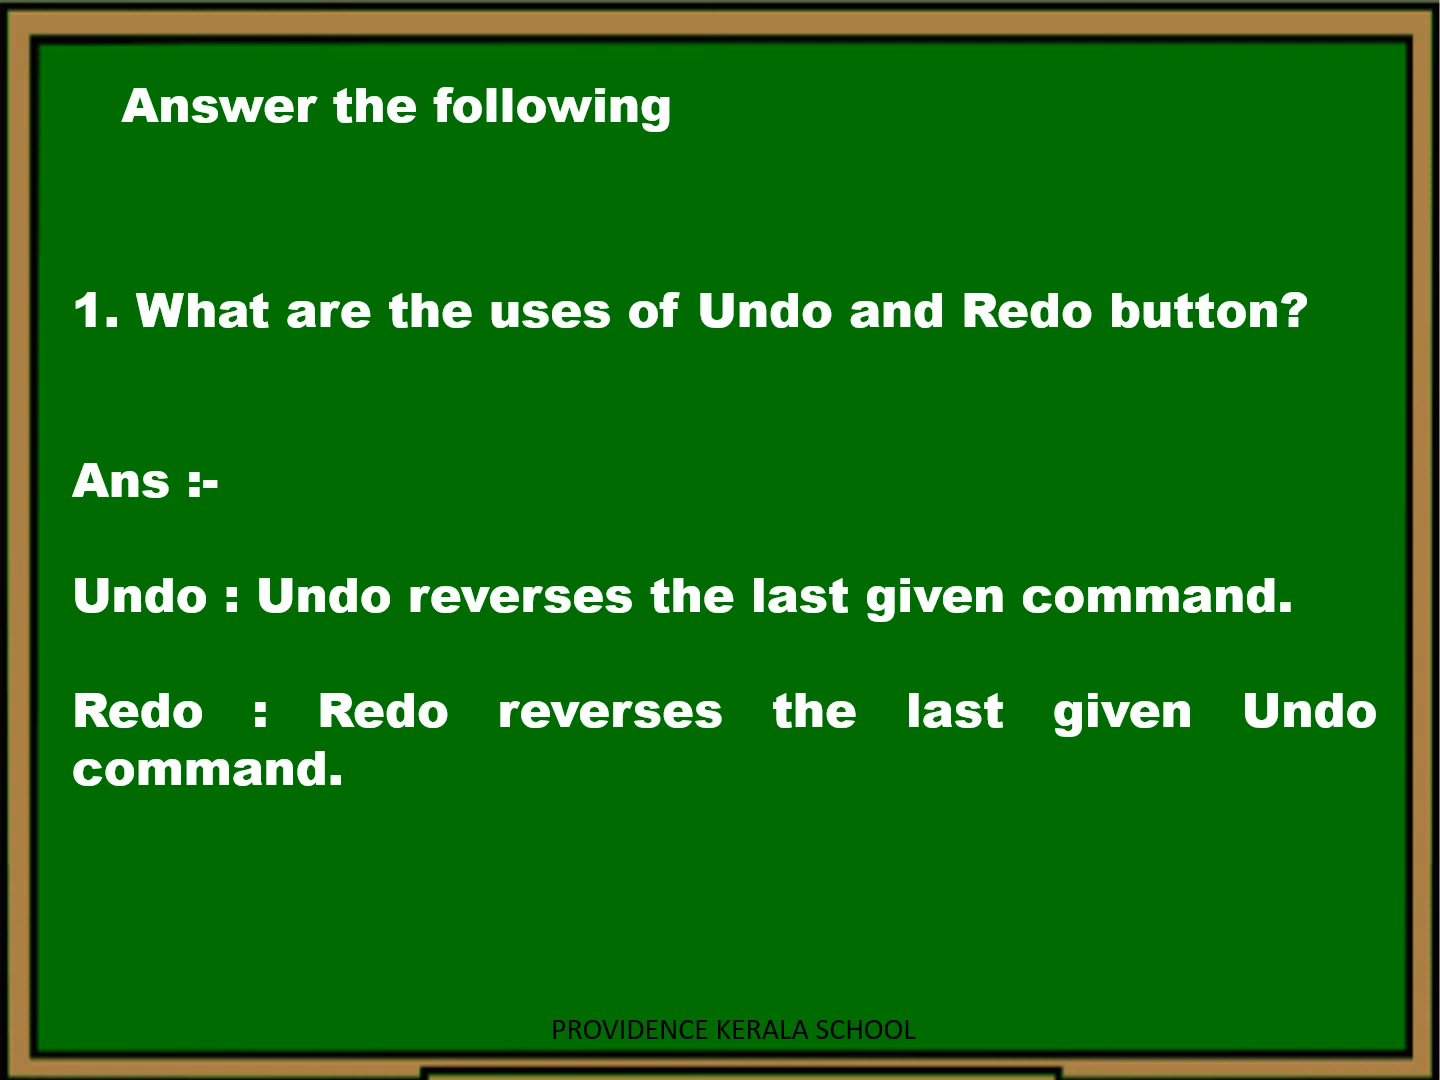 Answer the following
1. What are the uses of Undo and Redo button?
Ans :-
Undo : Undo reverses the last given command.
Redo : Redo reverses the last given Undo
command.
PROVIDENCE KERALA SCHOOL